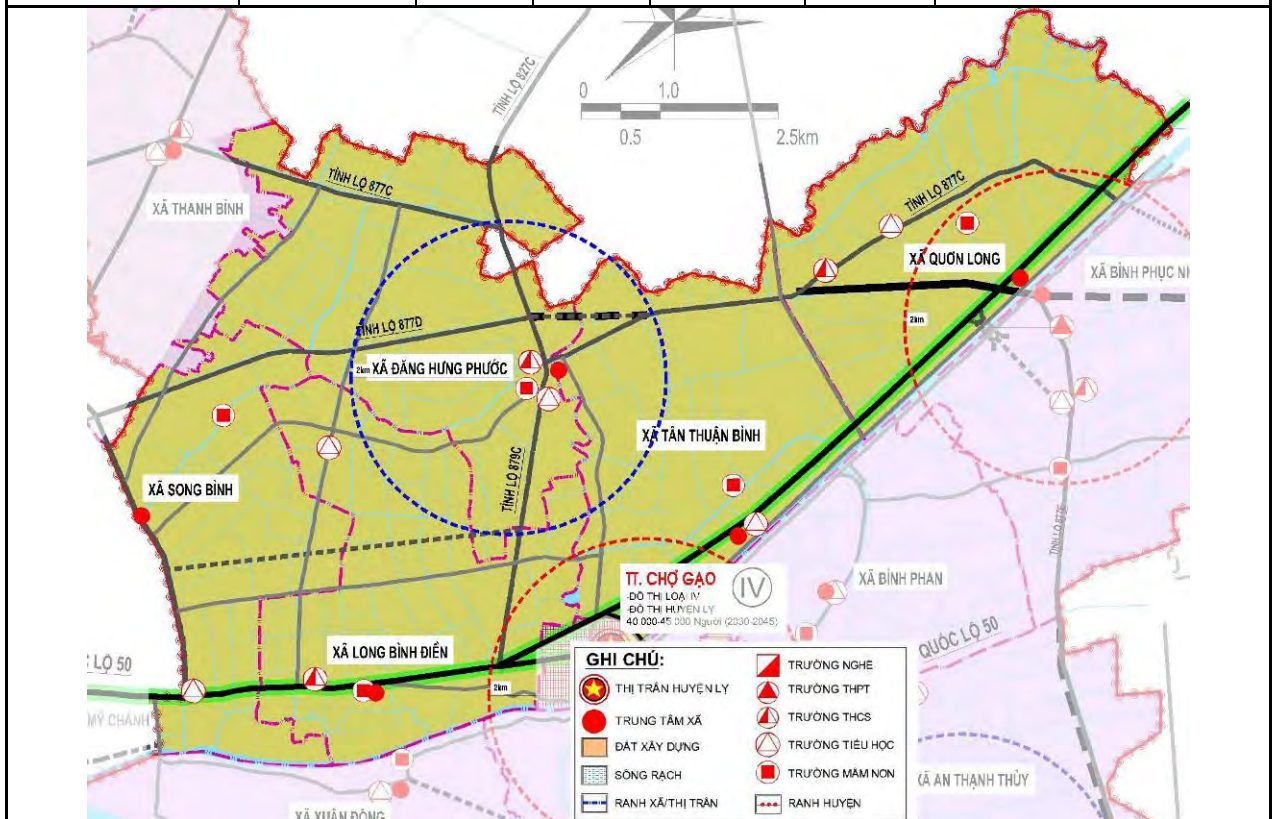 TỈNH LỘ 827C
0
1.0
0.5
2.5km
TỈNH LỘ 877C
XÃ THANH BÌNH
TỈNH LỘ 877C
XÃ QUƠN LONG
XÃ BÌNH PHỤC NH
2km
TỈNH LỘ 877D
2km
XÃ ĐĂNG HƯNG PHƯỚC
XÃ TÂN THUẬN BÌNH
TỈNH LỘ 879C
XÃ SONG BÌNH
TỈNH LỘ 877E
TT. CHỢ GẠO
IV
ĐÔ THỊ LOẠI IV
ĐÔ THỊ HUYỆN LỴ
40 000-45 000 Người (2030-2045)
XÃ BÌNH PHAN
XÃ LONG BÌNH ĐIỀN
QUỐC LỘ 50
LỘ 50
2km
MỸ CHÁNH
GHI CHÚ:
THỊ TRẤN HUYỆN LỴ
TRUNG TÂM XÃ
ĐẤT XÂY DỰNG
SÔNG RẠCH
RANH XÃ/THỊ TRẤN
TRƯỜNG NGHỀ
TRƯỜNG THPT
TRƯỜNG THCS
TRƯỜNG TIỂU HỌC
TRƯỜNG MẦM NON
RANH HUYỆN
XÃ AN THẠNH THỦY
XÃ XUÂN ĐÔNG